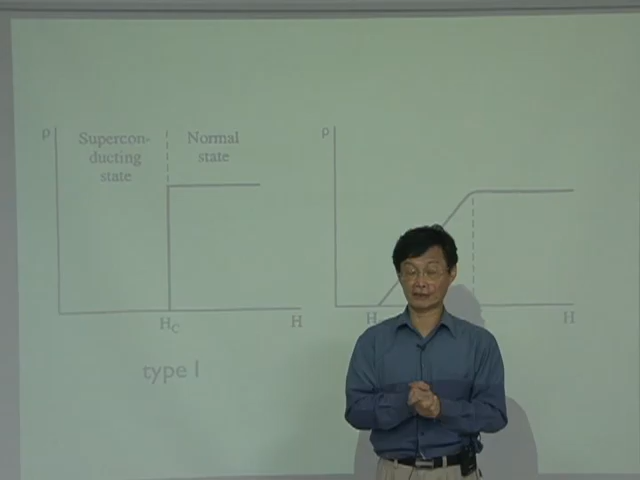 ρ
Supercon-
ducting
state
Normal
state
H_C
H
type I
ρ
H
H